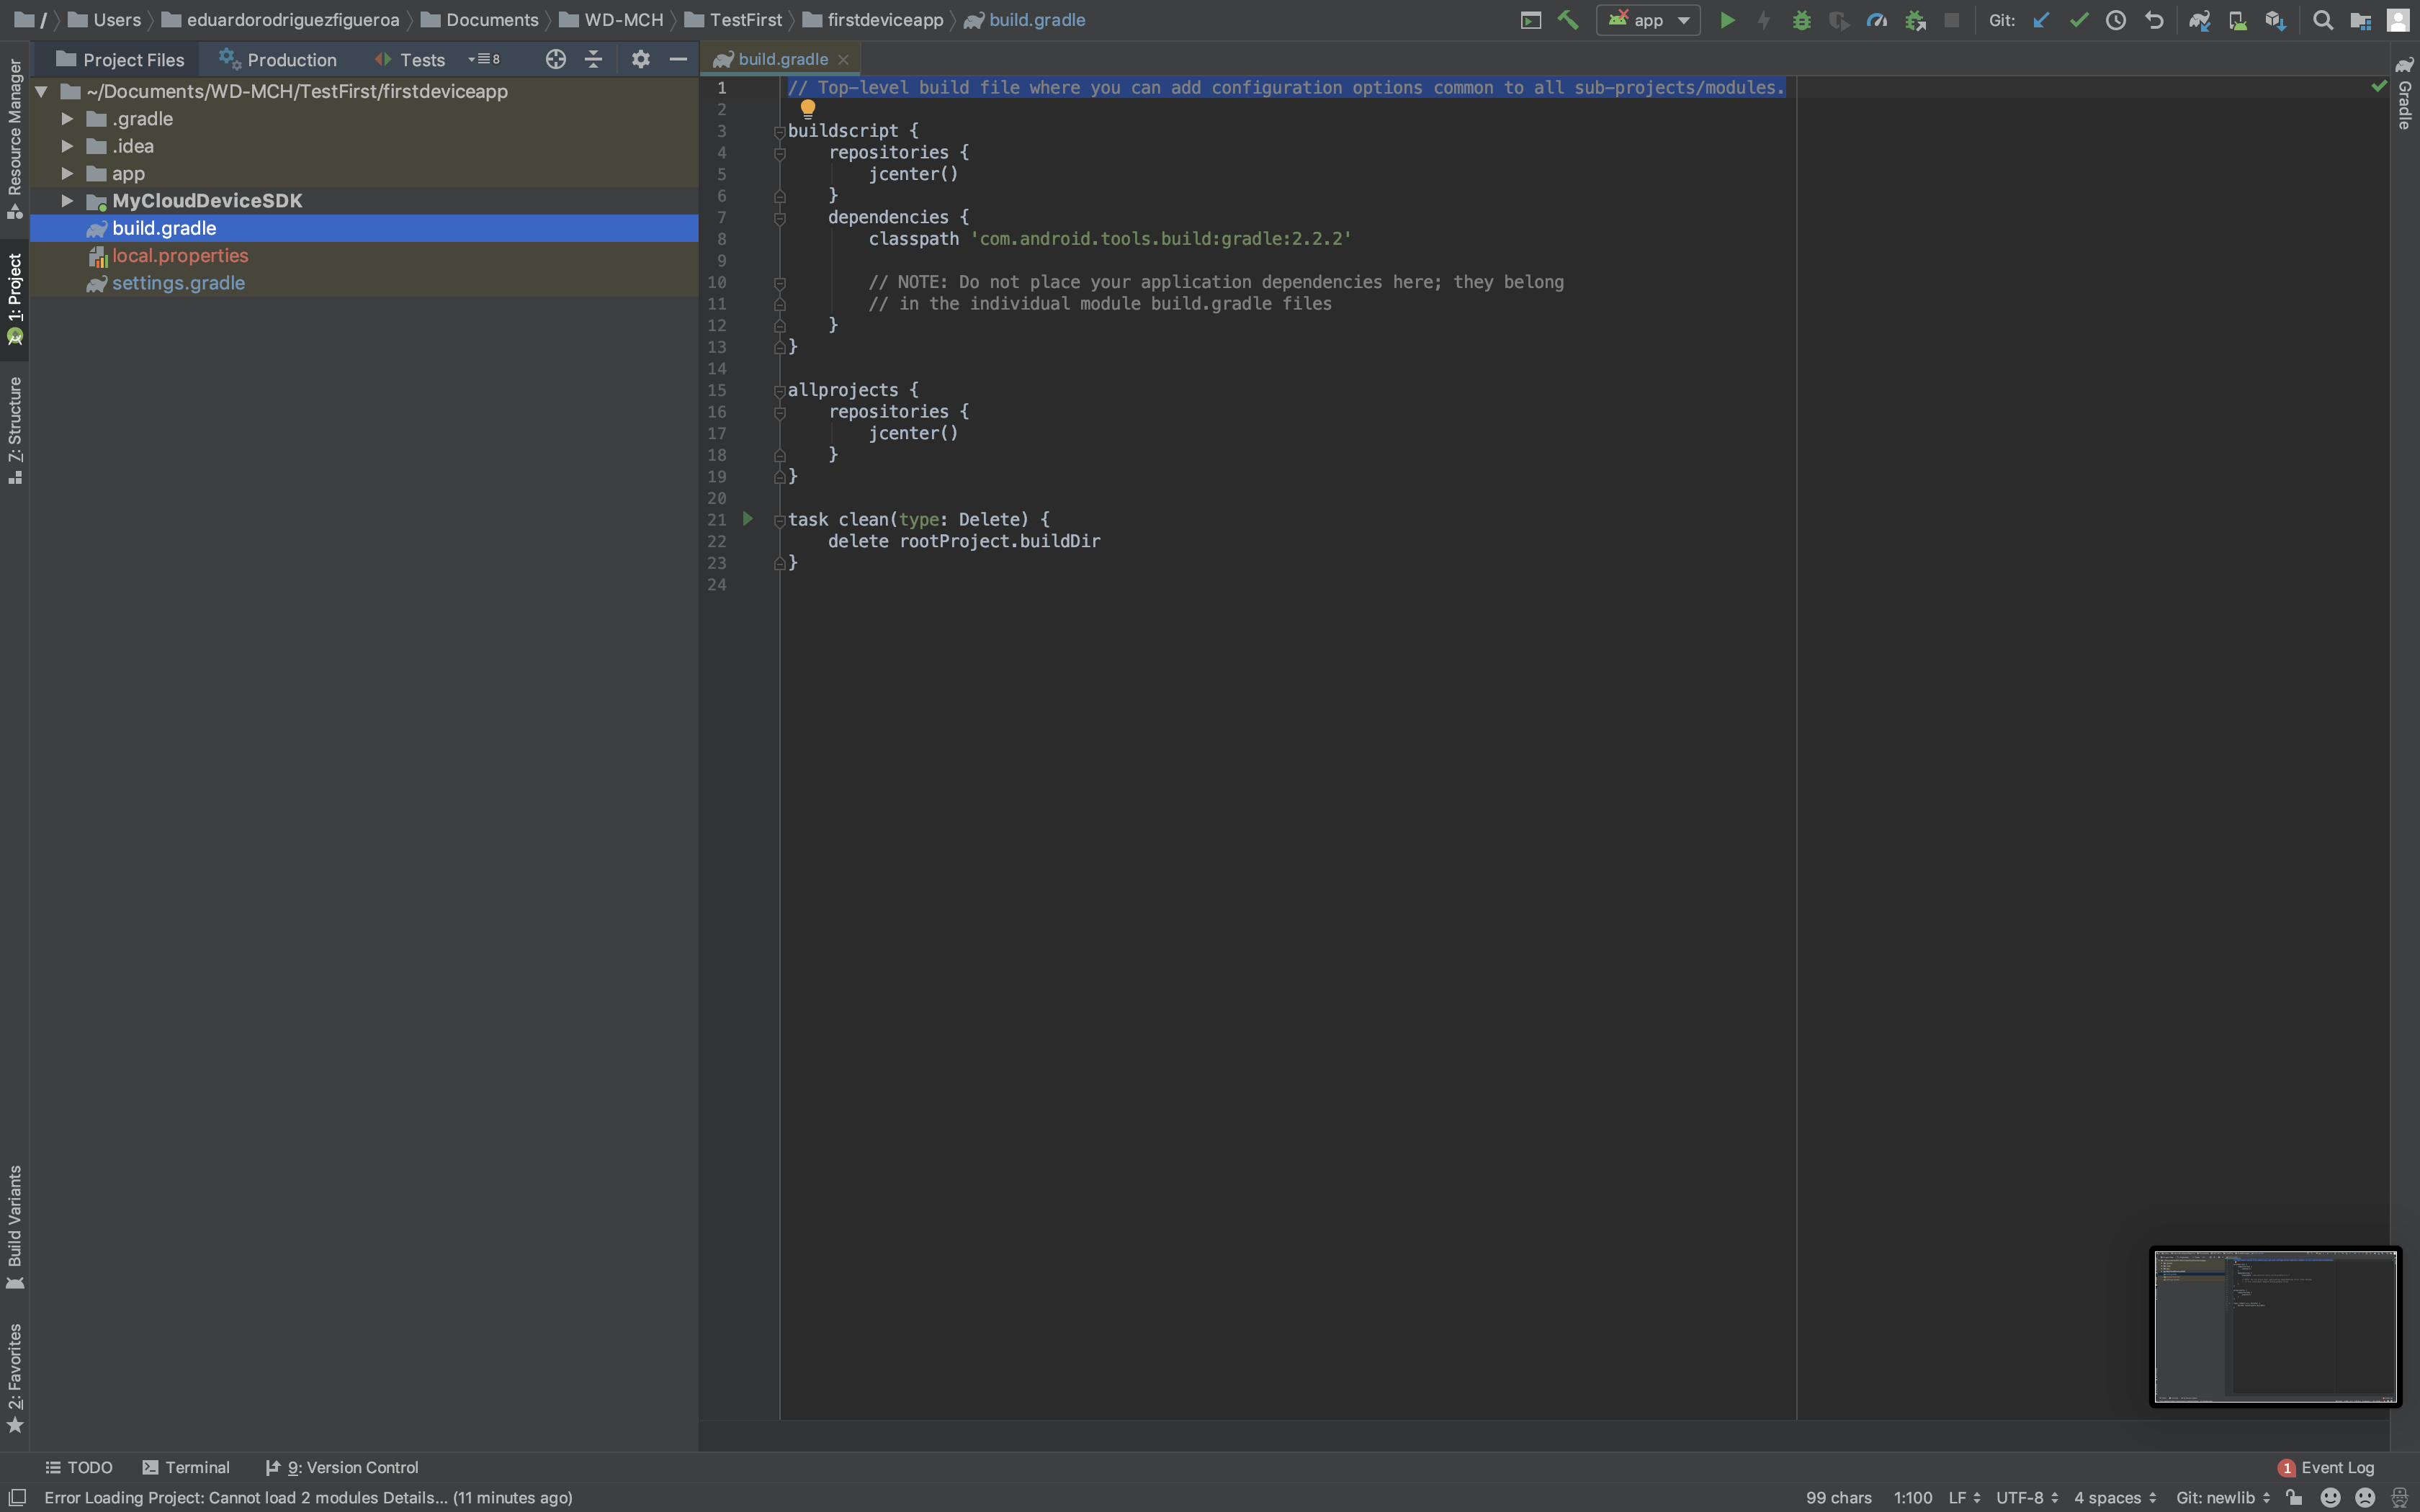 / Users eduardorodriguezfigueroa Documents WD-MCH TestFirst firstdeviceapp build.gradle app Git:
Project Files Production Tests 8
build.gradle
~/Documents/WD-MCH/TestFirst/firstdeviceapp
.gradle
.idea
app
MyCloudDeviceSDK
build.gradle
local.properties
settings.gradle
Resource Manager
1: Project
7: Structure
Build Variants
2: Favorites
1 // Top-level build file where you can add configuration options common to all sub-projects/modules.
2
3 buildscript {
4 repositories {
5 jcenter()
6 }
7 dependencies {
8 classpath 'com.android.tools.build:gradle:2.2.2'
9
10 // NOTE: Do not place your application dependencies here; they belong
11 // in the individual module build.gradle files
12 }
13 }
14
15 allprojects {
16 repositories {
17 jcenter()
18 }
19 }
20
21 task clean(type: Delete) {
22 delete rootProject.buildDir
23 }
24
Gradle
TODO Terminal 9: Version Control 1 Event Log
Error Loading Project: Cannot load 2 modules Details... (11 minutes ago) 99 chars 1:100 LF UTF-8 4 spaces Git: newlib